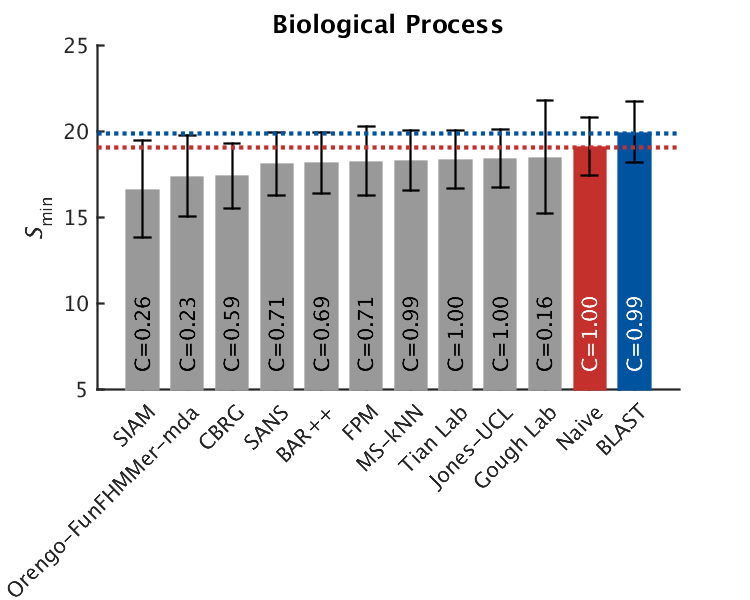 Biological Process
25
20
15
10
5
Smin
C=0.26
C=0.23
C=0.59
C=0.71
C=0.69
C=0.71
C=0.99
C=1.00
C=1.00
C=0.16
C=1.00
C=0.99
SIAM
Orengo-FunFHMMer-mda
CBRG
SANS
BAR++
FPM
MS-kNN
Tian Lab
Jones-UCL
Gough Lab
Naive
BLAST